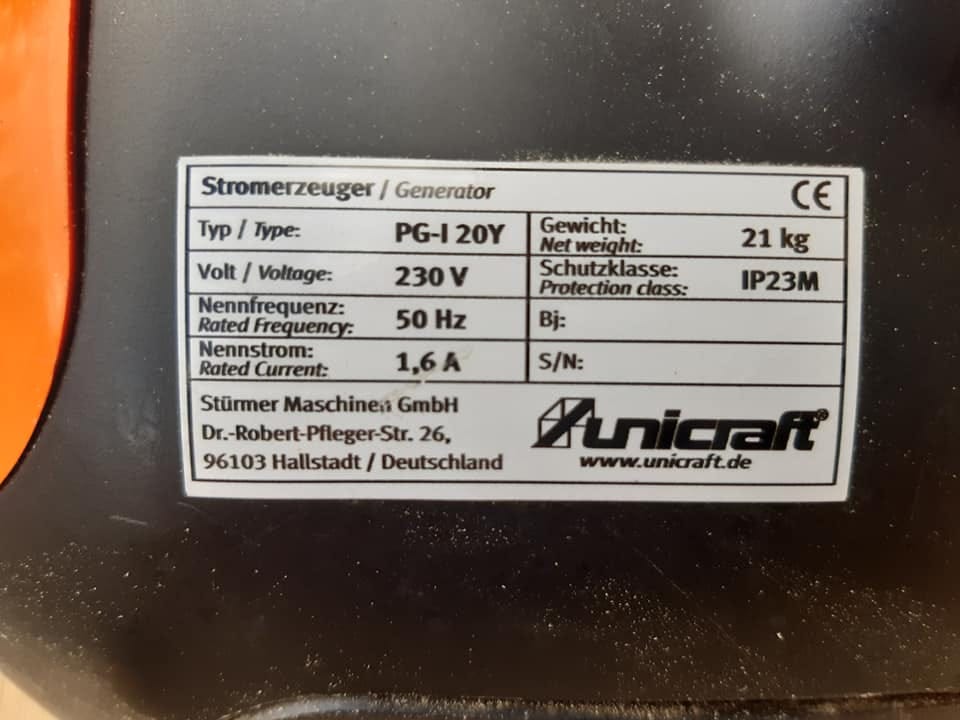 Stromerzeuger / Generator CE
Typ / Type: PG-I 20Y
Gewicht: Net weight: 21 kg
Volt / Voltage: 230 V
Schutzklasse: Protection class: IP23M
Nennfrequenz: Rated Frequency: 50 Hz
Bj:
Nennstrom: Rated Current: 1,6 A
S/N:
Stürmer Maschinen GmbH
Dr.-Robert-Pfleger-Str. 26,
96103 Hallstadt / Deutschland
unicraft®
www.unicraft.de